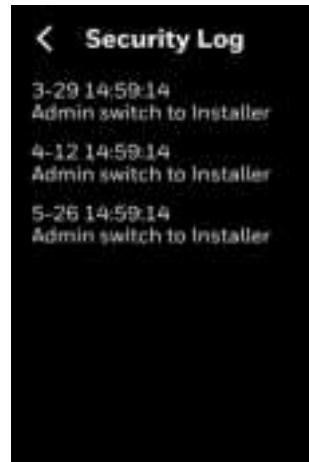 Security Log
3-29 14:59:14
Admin switch to Installer
4-12 14:59:14
Admin switch to Installer
5-26 14:59:14
Admin switch to Installer